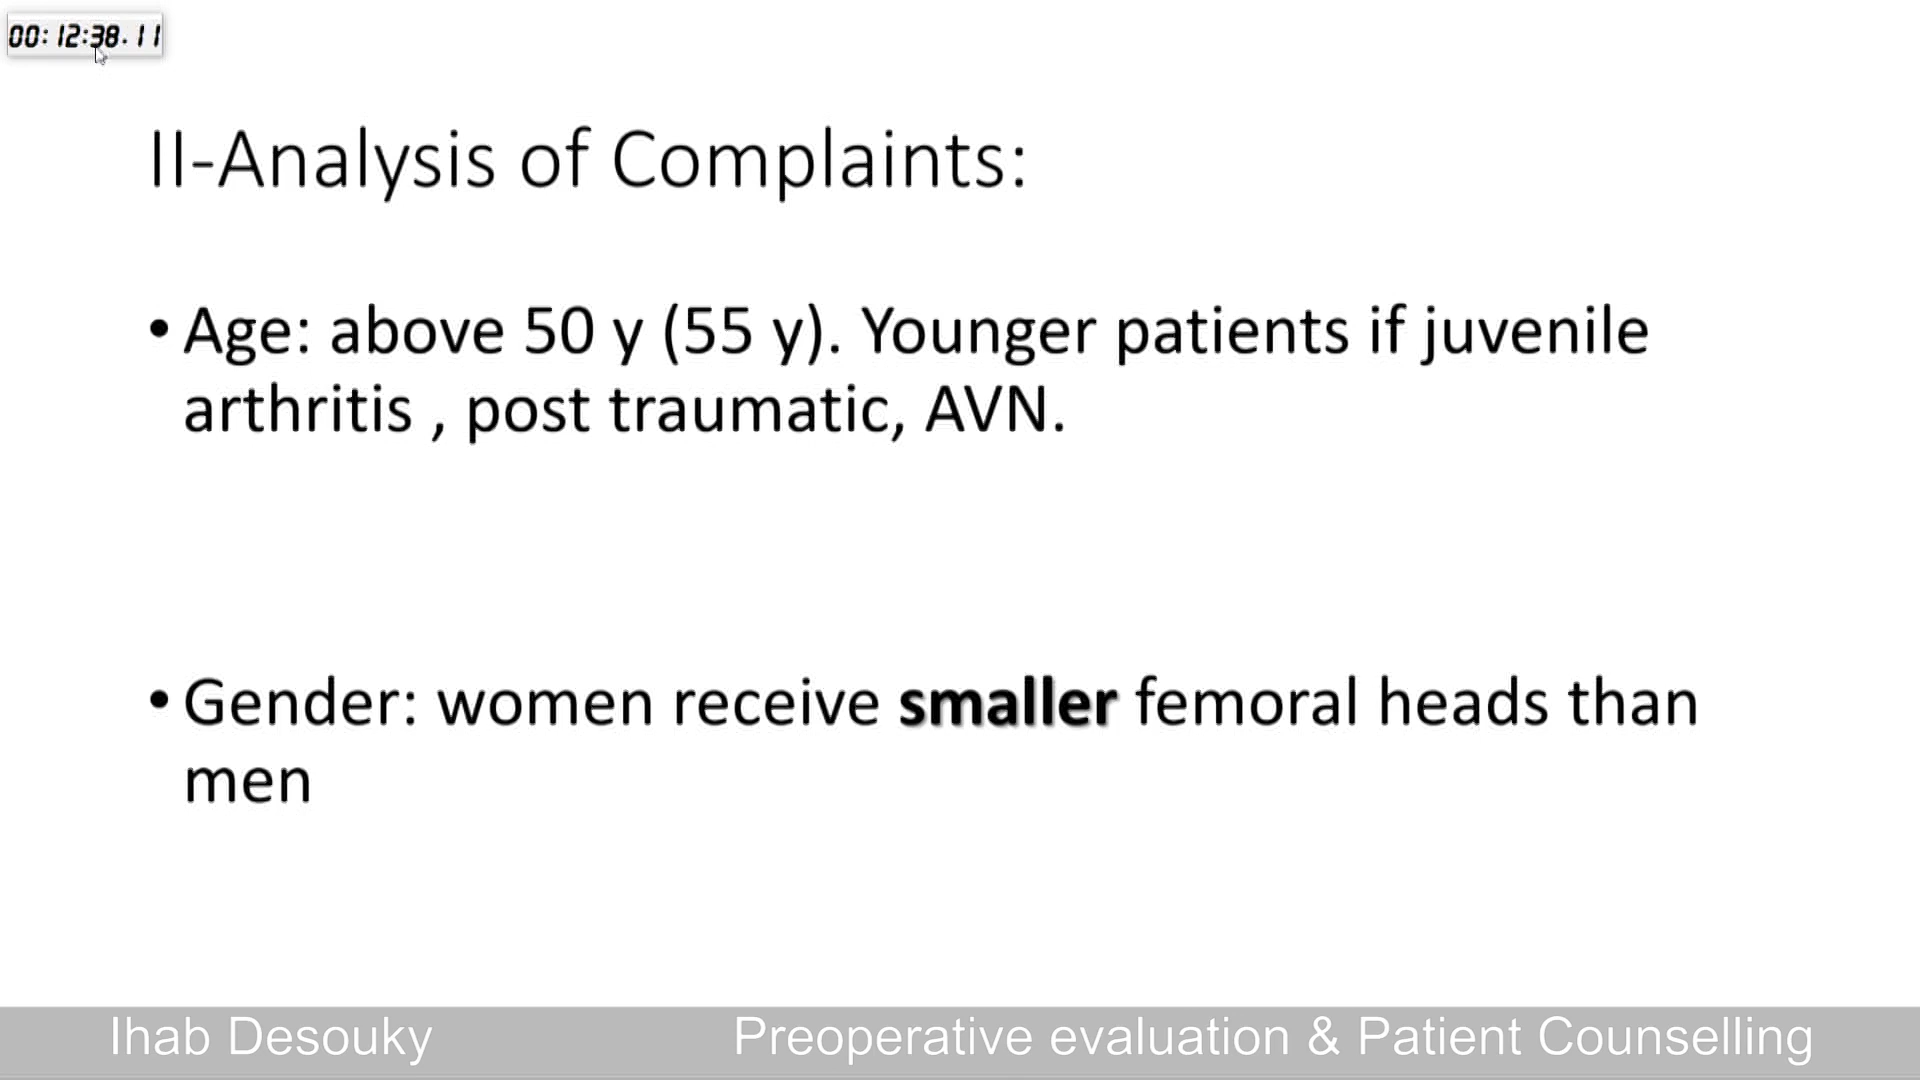 00:12:38.11
II-Analysis of Complaints:
• Age: above 50 y (55 y). Younger patients if juvenile
arthritis , post traumatic, AVN.
• Gender: women receive smaller femoral heads than
men
Ihab Desouky
Preoperative evaluation & Patient Counselling